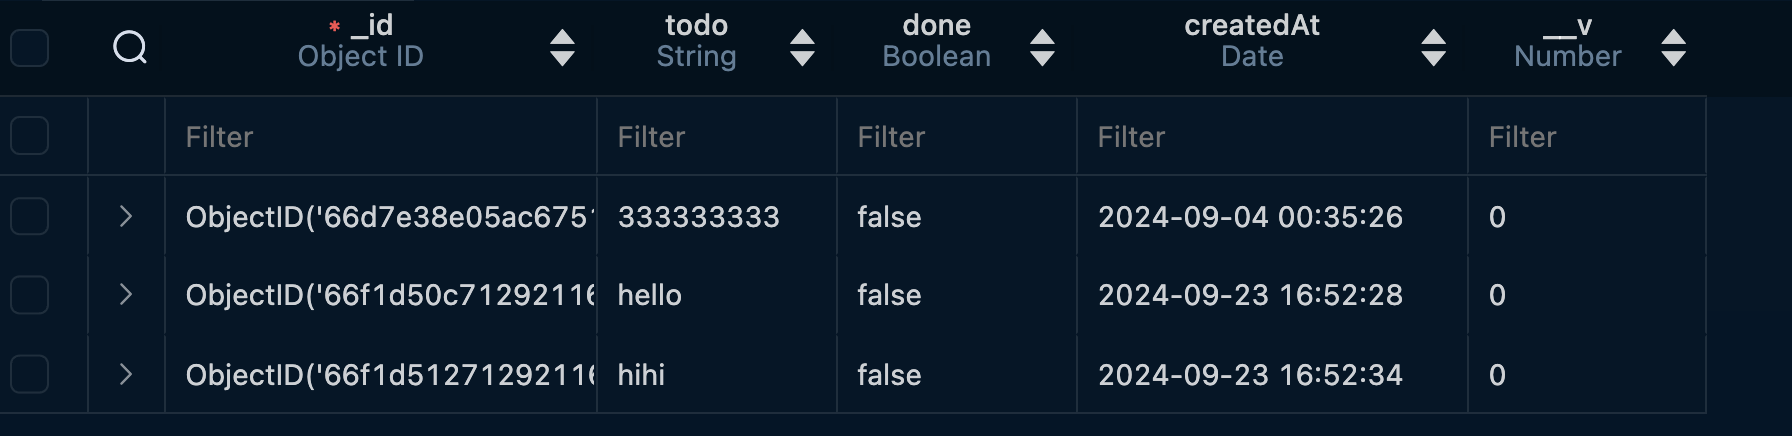 * _id todo done createdAt __v
Object ID String Boolean Date Number
Filter Filter Filter Filter Filter
ObjectID('66d7e38e05ac675 333333333 false 2024-09-04 00:35:26 0
ObjectID('66f1d50c71292116 hello false 2024-09-23 16:52:28 0
ObjectID('66f1d51271292116 hihi false 2024-09-23 16:52:34 0